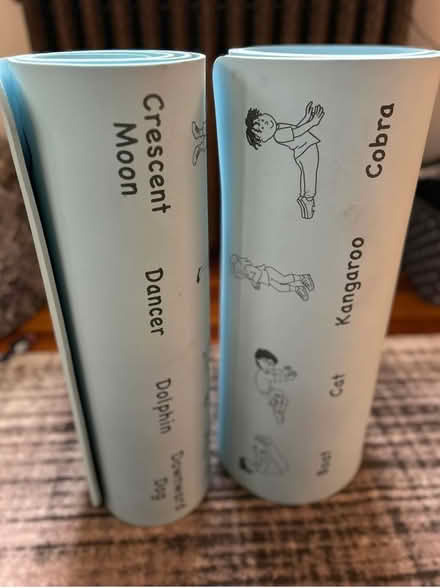 Crescent
Moon
Dancer
Dolphin
Downward
Dog
Cobra
Kangaroo
Cat
Boat